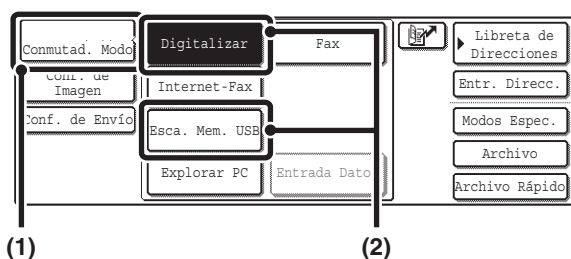 Conmutad. Modo
Digitalizar
Fax
Libreta de
Direcciones
Conf. de
Imagen
Internet-Fax
Entr. Direcc.
Conf. de Envío
Esca. Mem. USB
Modos Espec.
Archivo
Explorar PC
Entrada Dato
Archivo Rápido
(1)
(2)